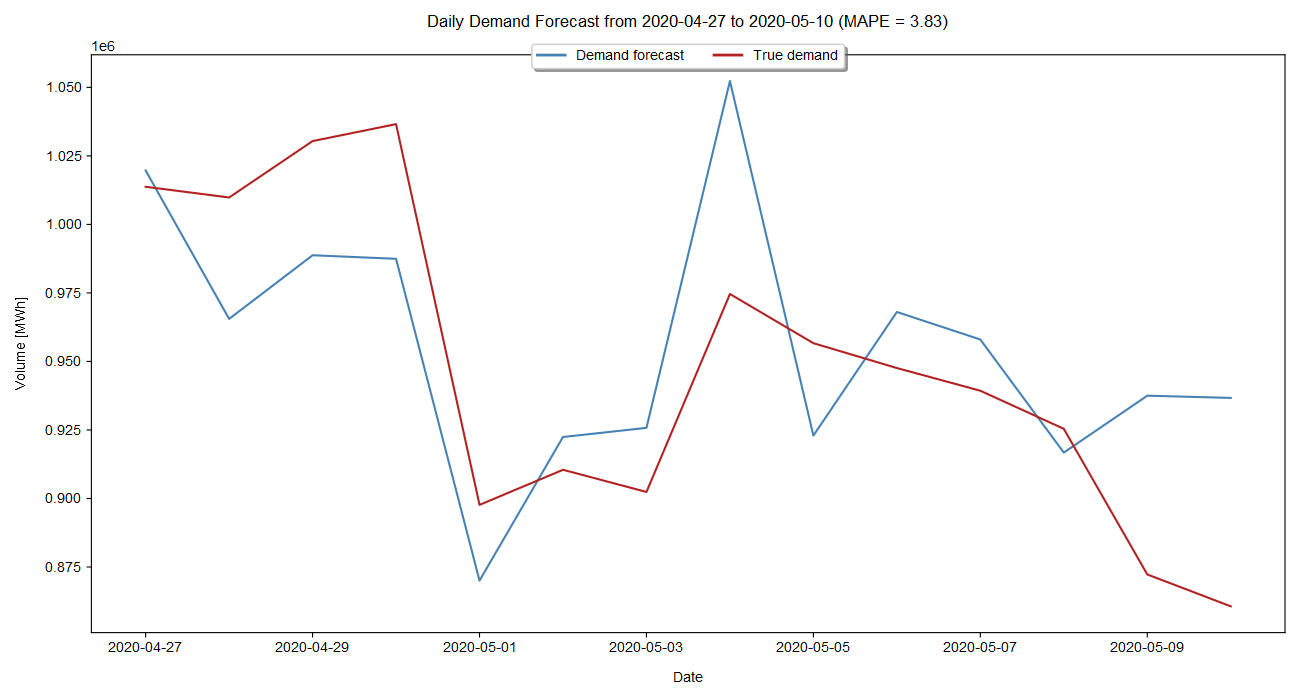 Daily Demand Forecast from 2020-04-27 to 2020-05-10 (MAPE = 3.83)
1e6
Demand forecast True demand
1.050
1.025
1.000
0.975
0.950
0.925
0.900
0.875
Volume [MWh]
2020-04-27 2020-04-29 2020-05-01 2020-05-03 2020-05-05 2020-05-07 2020-05-09
Date